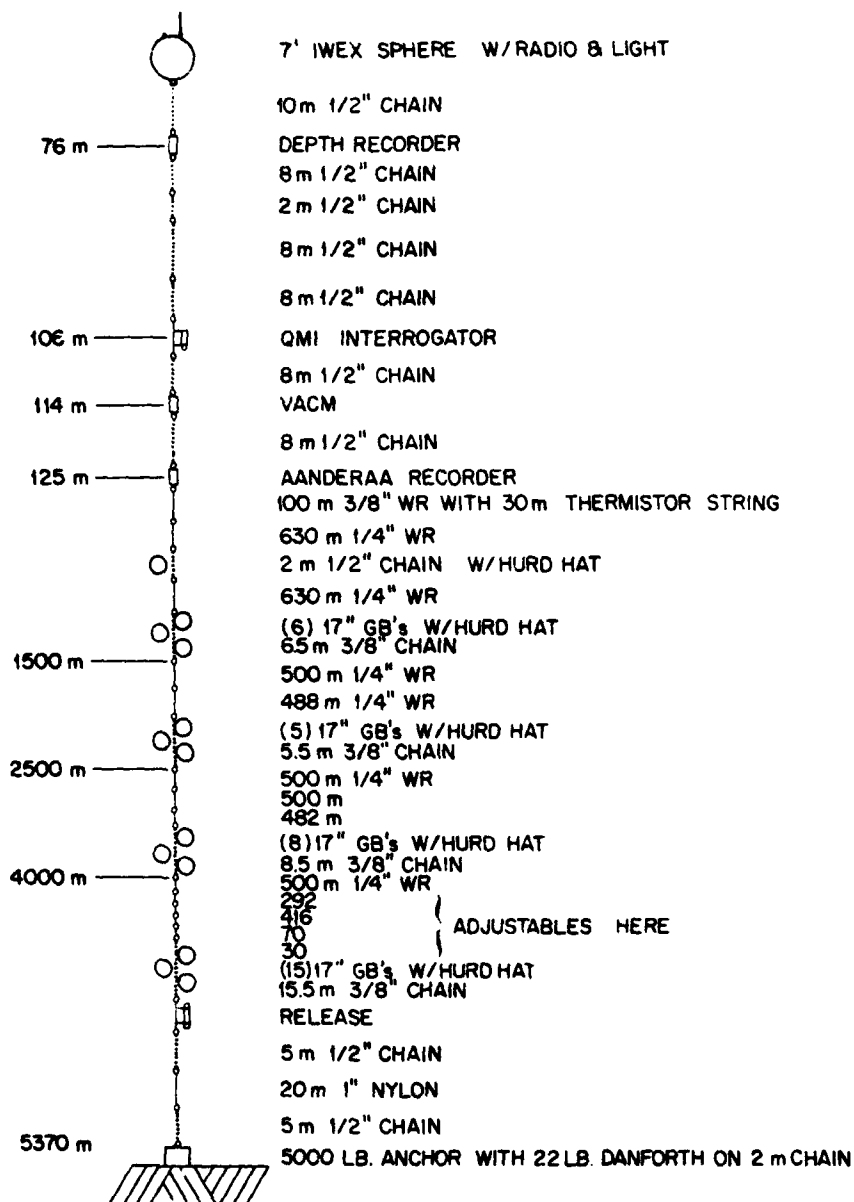 7' IWEX SPHERE W/RADIO & LIGHT
10m 1/2" CHAIN
76 m DEPTH RECORDER
8m 1/2" CHAIN
2m 1/2" CHAIN
8m 1/2" CHAIN
8m 1/2" CHAIN
106 m QMI INTERROGATOR
8m 1/2" CHAIN
114 m VACM
8m 1/2" CHAIN
125 m AANDERAA RECORDER
100 m 3/8" WR WITH 30m THERMISTOR STRING
630 m 1/4" WR
2 m 1/2" CHAIN W/HURD HAT
630 m 1/4" WR
(6) 17" GB's W/HURD HAT
6.5 m 3/8" CHAIN
1500 m
500 m 1/4" WR
488 m 1/4" WR
(5) 17" GB's W/HURD HAT
5.5 m 3/8" CHAIN
2500 m
500 m 1/4" WR
500 m
482 m
(8) 17" GB's W/HURD HAT
8.5 m 3/8" CHAIN
4000 m
500 m 1/4" WR
292
416
ADJUSTABLES HERE
70
30
(15) 17" GB's W/HURD HAT
15.5 m 3/8" CHAIN
RELEASE
5 m 1/2" CHAIN
20m 1" NYLON
5 m 1/2" CHAIN
5370 m
5000 LB. ANCHOR WITH 22 LB. DANFORTH ON 2 m CHAIN